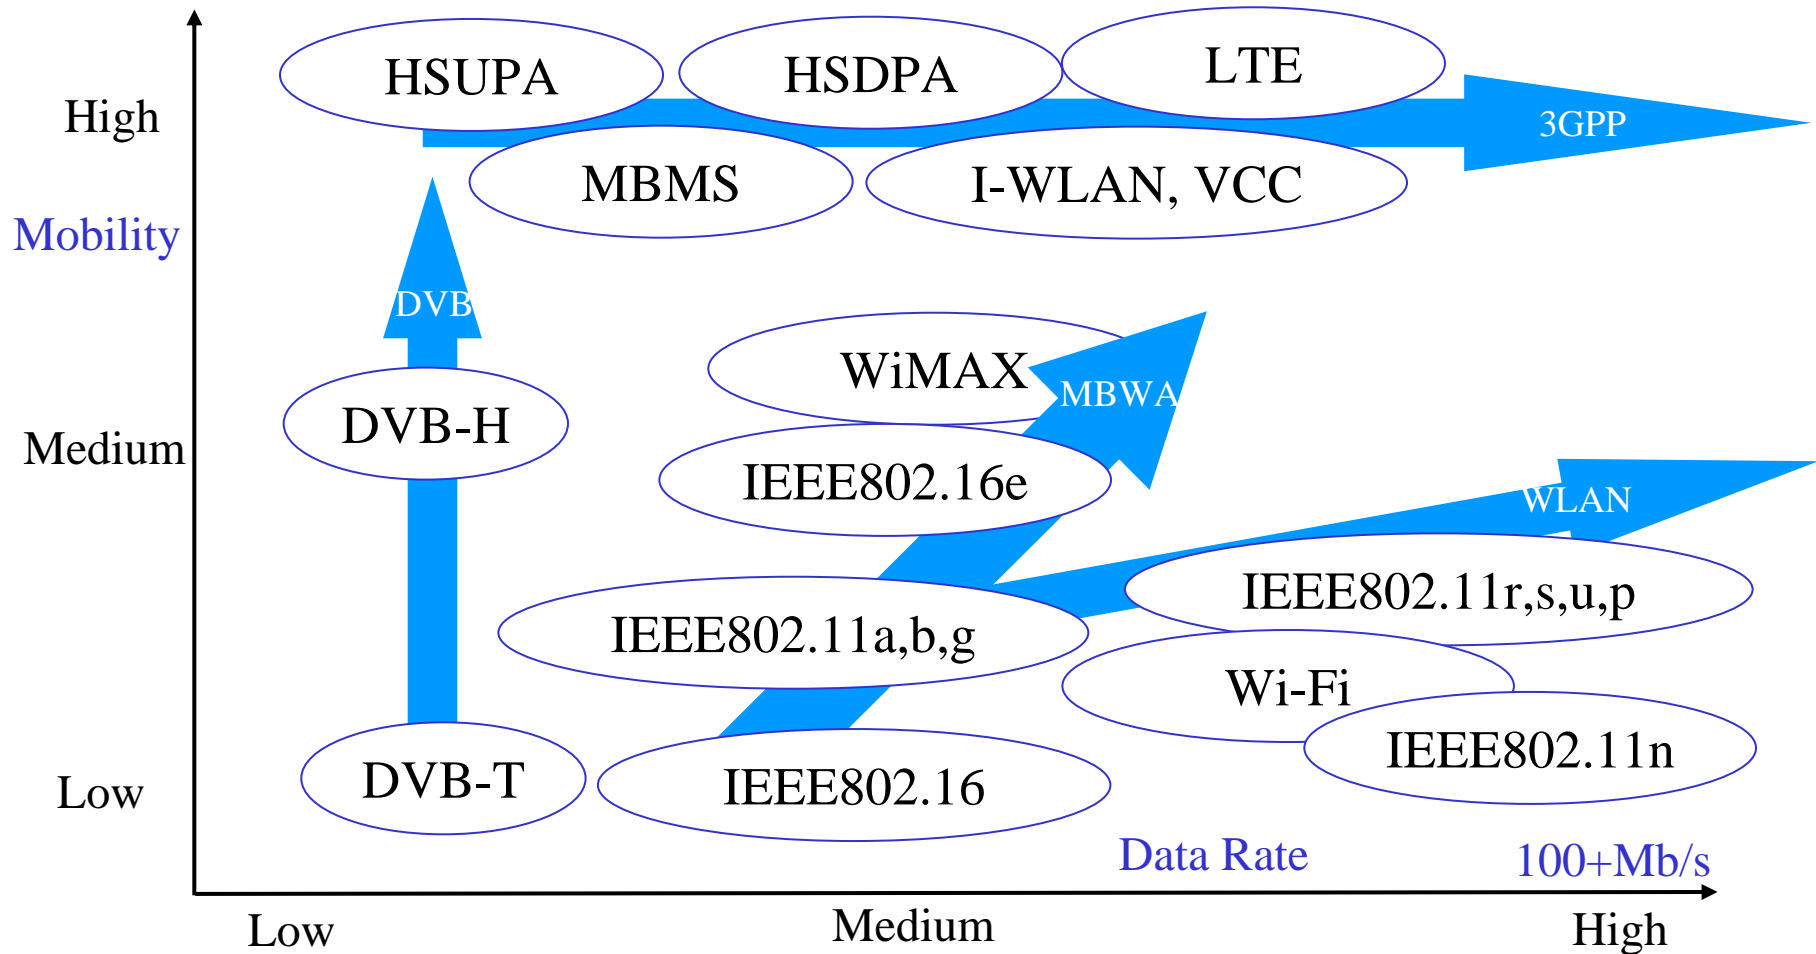 HSUPA
HSDPA
LTE
High
3GPP
MBMS
I-WLAN, VCC
Mobility
DVB
WiMAX
MBWA
DVB-H
Medium
IEEE802.16e
WLAN
IEEE802.11r,s,u,p
IEEE802.11a,b,g
Wi-Fi
IEEE802.11n
DVB-T
IEEE802.16
Low
Data Rate
100+Mb/s
Low
Medium
High